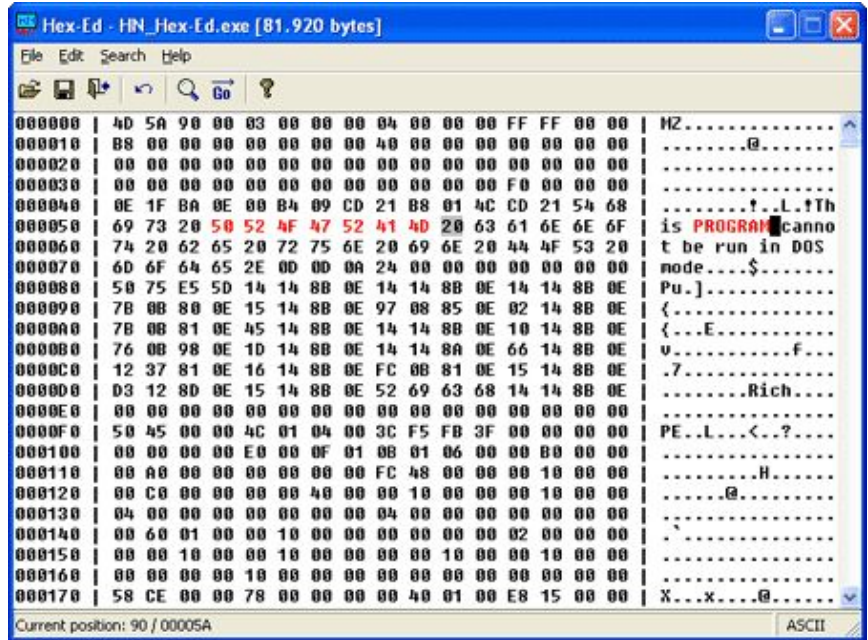 Hex-Ed - HN_Hex-Ed.exe [81.920 bytes]
File Edit Search Help
Go ?
000000 | 4D 5A 90 00 03 00 00 00 04 00 00 00 FF FF 00 00 | MZ..............
000010 | B8 00 00 00 00 00 00 00 40 00 00 00 00 00 00 00 | ........@.......
000020 | 00 00 00 00 00 00 00 00 00 00 00 00 00 00 00 00 | ................
000030 | 00 00 00 00 00 00 00 00 00 00 00 00 F0 00 00 00 | ................
000040 | 0E 1F BA 0E 00 B4 09 CD 21 B8 01 4C CD 21 54 68 | ........!..L.!Th
000050 | 69 73 20 50 52 4F 47 52 41 4D 20 63 61 6E 6E 6F | is PROGRAM canno
000060 | 74 20 62 65 20 72 75 6E 20 69 6E 20 44 4F 53 20 | t be run in DOS
000070 | 6D 6F 64 65 2E 0D 0D 0A 24 00 00 00 00 00 00 00 | mode....$.......
000080 | 50 75 E5 5D 14 14 8B 0E 14 14 8B 0E 14 14 8B 0E | Pu.]............
000090 | 7B 0B 80 0E 15 14 8B 0E 97 08 85 0E 02 14 8B 0E | {...............
0000A0 | 7B 0B 81 0E 45 14 8B 0E 14 14 8B 0E 10 14 8B 0E | {...E...........
0000B0 | 76 0B 98 0E 1D 14 8B 0E 14 14 8A 0E 66 14 8B 0E | v...........f...
0000C0 | 12 37 81 0E 16 14 8B 0E FC 0B 81 0E 15 14 8B 0E | .7..............
0000D0 | D3 12 8D 0E 15 14 8B 0E 52 69 63 68 14 14 8B 0E | ........Rich....
0000E0 | 00 00 00 00 00 00 00 00 00 00 00 00 00 00 00 00 | ................
0000F0 | 50 45 00 00 4C 01 04 00 3C F5 FB 3F 00 00 00 00 | PE..L...<..?....
000100 | 00 00 00 00 E0 00 0F 01 0B 01 06 00 00 B0 00 00 | ................
000110 | 00 A0 00 00 00 00 00 00 FC 48 00 00 00 10 00 00 | .........H......
000120 | 00 C0 00 00 00 00 40 00 00 10 00 00 00 10 00 00 | ......@.........
000130 | 04 00 00 00 00 00 00 00 04 00 00 00 00 00 00 00 | ................
000140 | 00 60 01 00 00 10 00 00 00 00 00 00 02 00 00 00 | .`..............
000150 | 00 00 10 00 00 10 00 00 00 00 10 00 00 10 00 00 | ................
000160 | 00 00 00 00 10 00 00 00 00 00 00 00 00 00 00 00 | ................
000170 | 58 CE 00 00 78 00 00 00 00 40 01 00 E8 15 00 00 | X...x....@......
Current position: 90 / 00005A ASCII